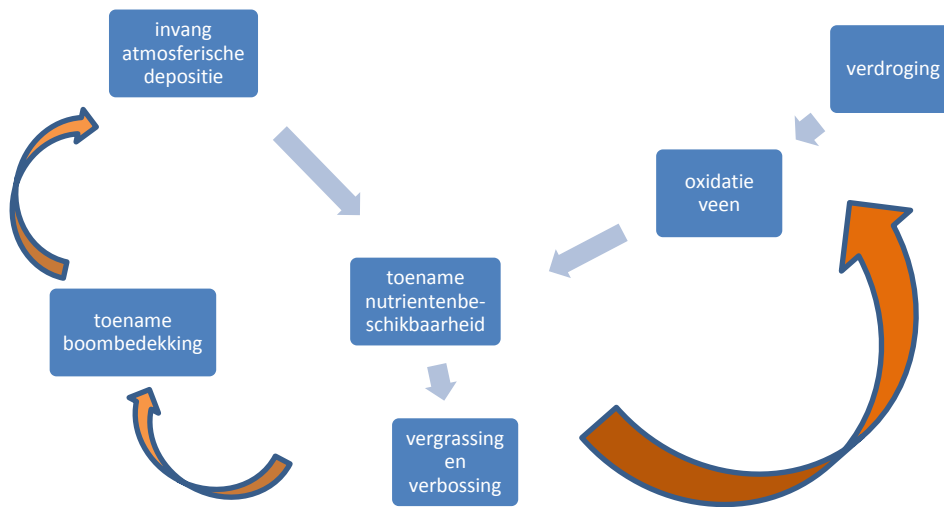 invang
atmosferische
depositie
verdroging
oxidatie
veen
toename
nutrientenbe-
schikbaarheid
toename
boombedekking
vergrassing
en
verbossing